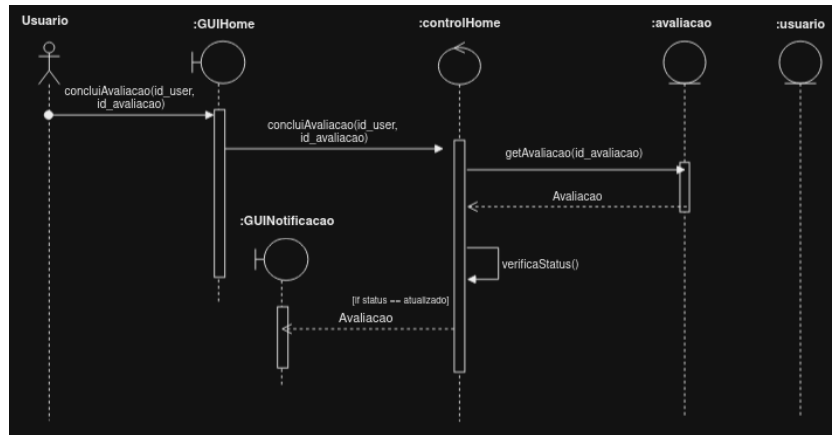 Usuario
:GUIHome
:controlHome
:avaliacao
:usuario
concluiAvaliacao(id_user,
id_avaliacao)
concluiAvaliacao(id_user,
id_avaliacao)
getAvaliacao(id_avaliacao)
Avaliacao
:GUINotificacao
verificaStatus()
[if status == atualizado]
Avaliacao